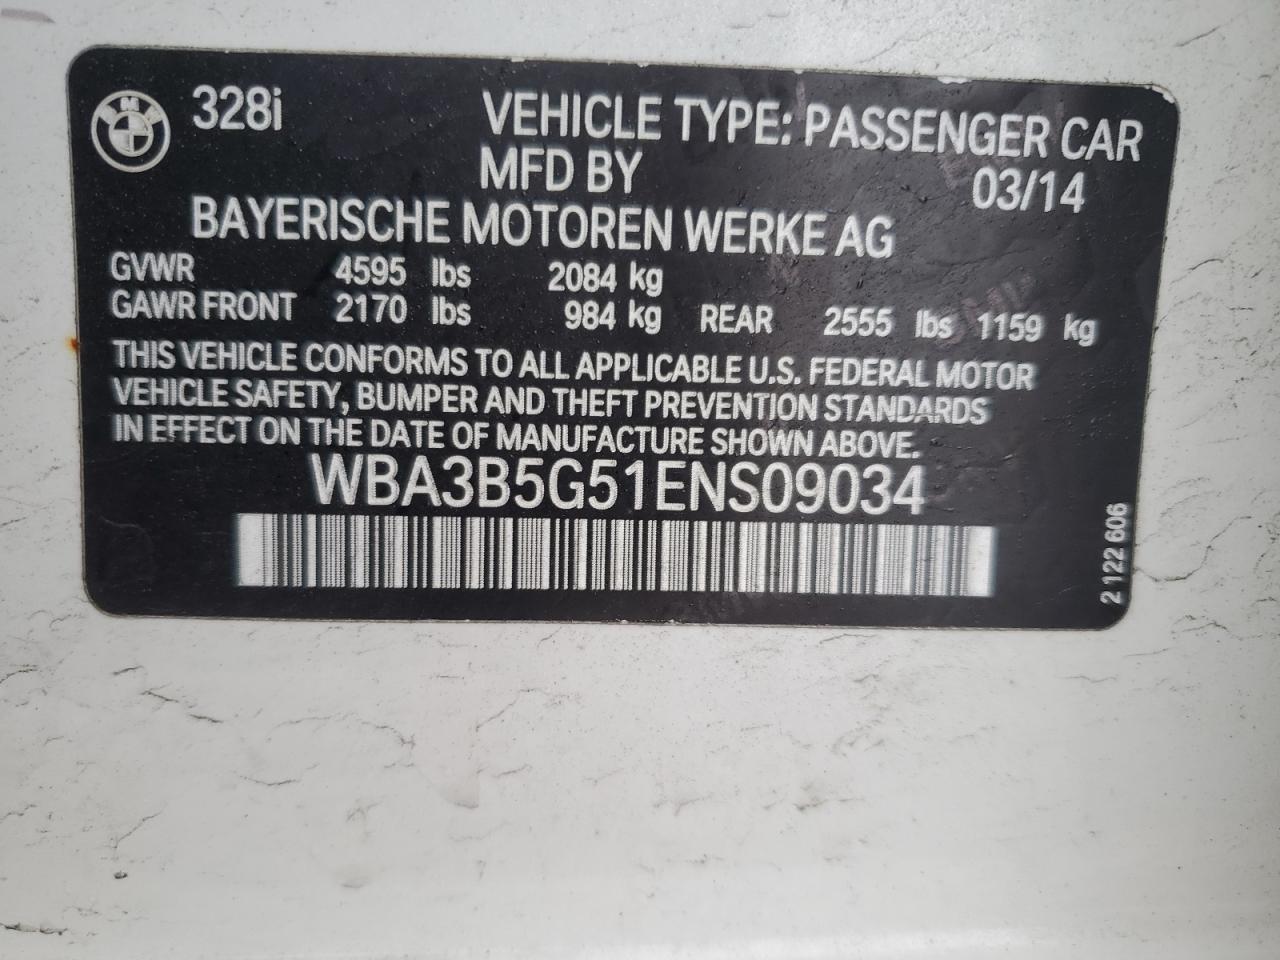 328i
VEHICLE TYPE: PASSENGER CAR
MFD BY 03/14
BAYERISCHE MOTOREN WERKE AG
GVWR 4595 lbs 2084 kg
GAWR FRONT 2170 lbs 984 kg REAR 2555 lbs 1159 kg
THIS VEHICLE CONFORMS TO ALL APPLICABLE U.S. FEDERAL MOTOR
VEHICLE SAFETY, BUMPER AND THEFT PREVENTION STANDARDS
IN EFFECT ON THE DATE OF MANUFACTURE SHOWN ABOVE.
WBA3B5G51ENS09034
2 122 606